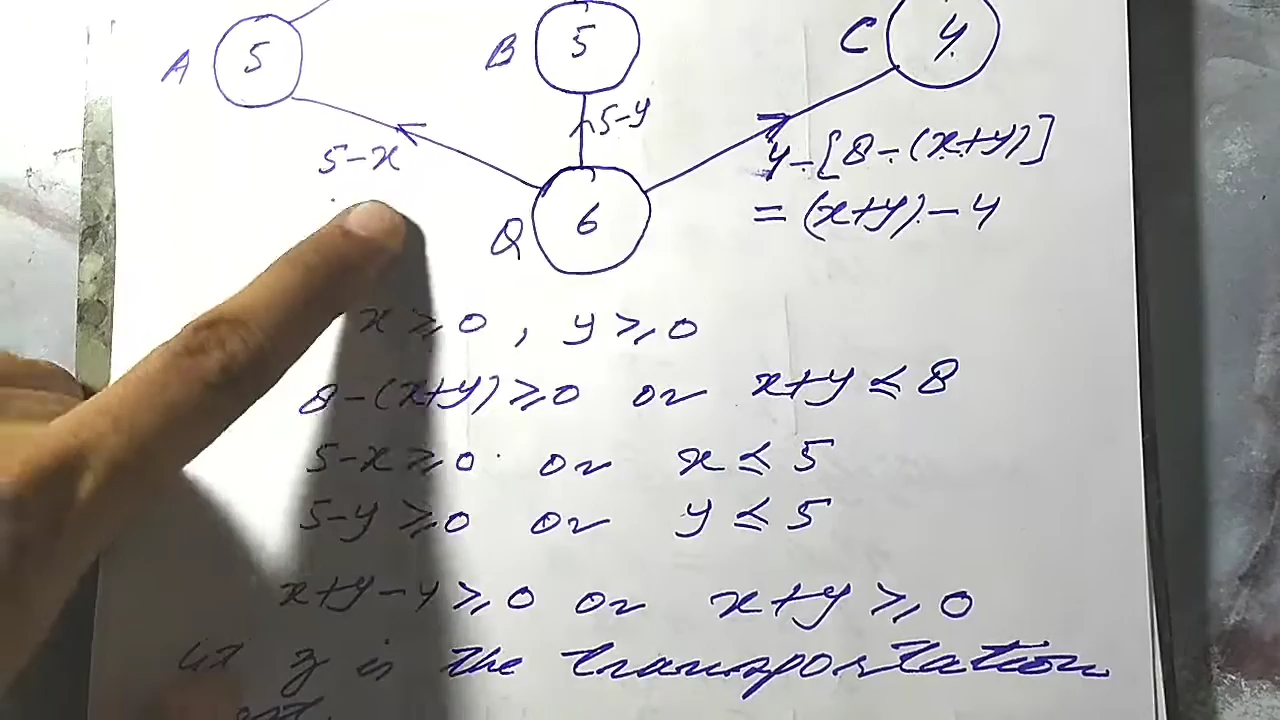 A 5 B 5 C 4
5-x 5-y 4-[8-(x+y)]
= (x+y)-4
Q 6
x ≥ 0 , y ≥ 0
8-(x+y) ≥ 0 or x+y ≤ 8
5-x ≥ 0 or x ≤ 5
5-y ≥ 0 or y ≤ 5
x+y-4 ≥ 0 or x+y ≥ 0
z is the transportation